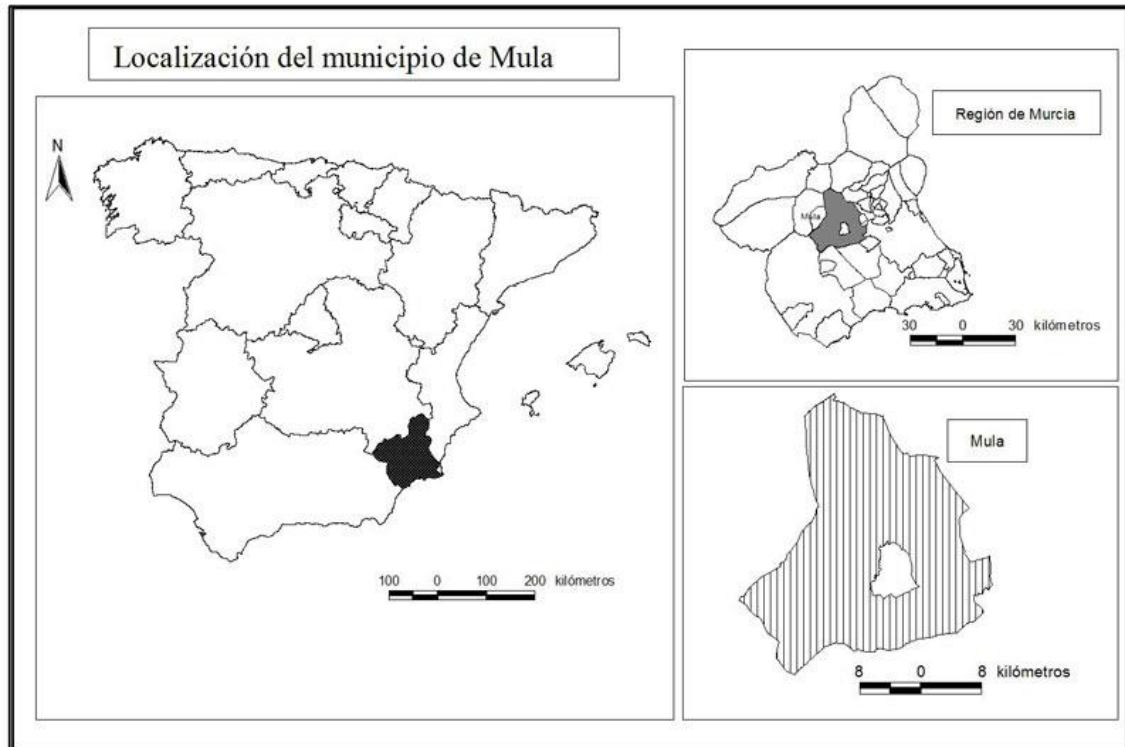 Localización del municipio de Mula
N
100 0 100 200 kilómetros
Región de Murcia
Mula
30 0 30 kilómetros
Mula
8 0 8 kilómetros